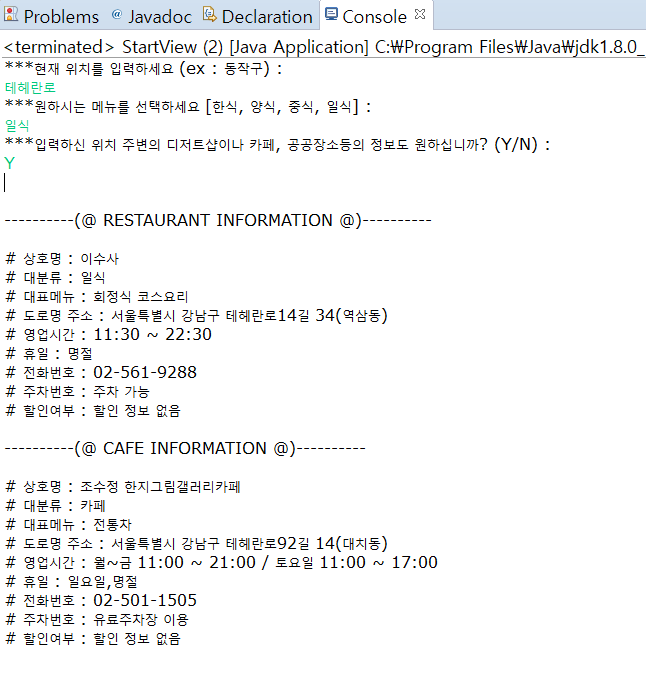 Problems @ Javadoc Declaration Console
<terminated> StartView (2) [Java Application] C:₩Program Files₩Java₩jdk1.8.0_
***현재 위치를 입력하세요 (ex : 동작구) :
테헤란로
***원하시는 메뉴를 선택하세요 [한식, 양식, 중식, 일식] :
일식
***입력하신 위치 주변의 디저트샵이나 카페, 공공장소등의 정보도 원하십니까? (Y/N) :
Y
----------(@ RESTAURANT INFORMATION @)----------
# 상호명 : 이수사
# 대분류 : 일식
# 대표메뉴 : 회정식 코스요리
# 도로명 주소 : 서울특별시 강남구 테헤란로14길 34(역삼동)
# 영업시간 : 11:30 ~ 22:30
# 휴일 : 명절
# 전화번호 : 02-561-9288
# 주차번호 : 주차 가능
# 할인여부 : 할인 정보 없음
----------(@ CAFE INFORMATION @)----------
# 상호명 : 조수정 한지그림갤러리카페
# 대분류 : 카페
# 대표메뉴 : 전통차
# 도로명 주소 : 서울특별시 강남구 테헤란로92길 14(대치동)
# 영업시간 : 월~금 11:00 ~ 21:00 / 토요일 11:00 ~ 17:00
# 휴일 : 일요일,명절
# 전화번호 : 02-501-1505
# 주차번호 : 유료주차장 이용
# 할인여부 : 할인 정보 없음